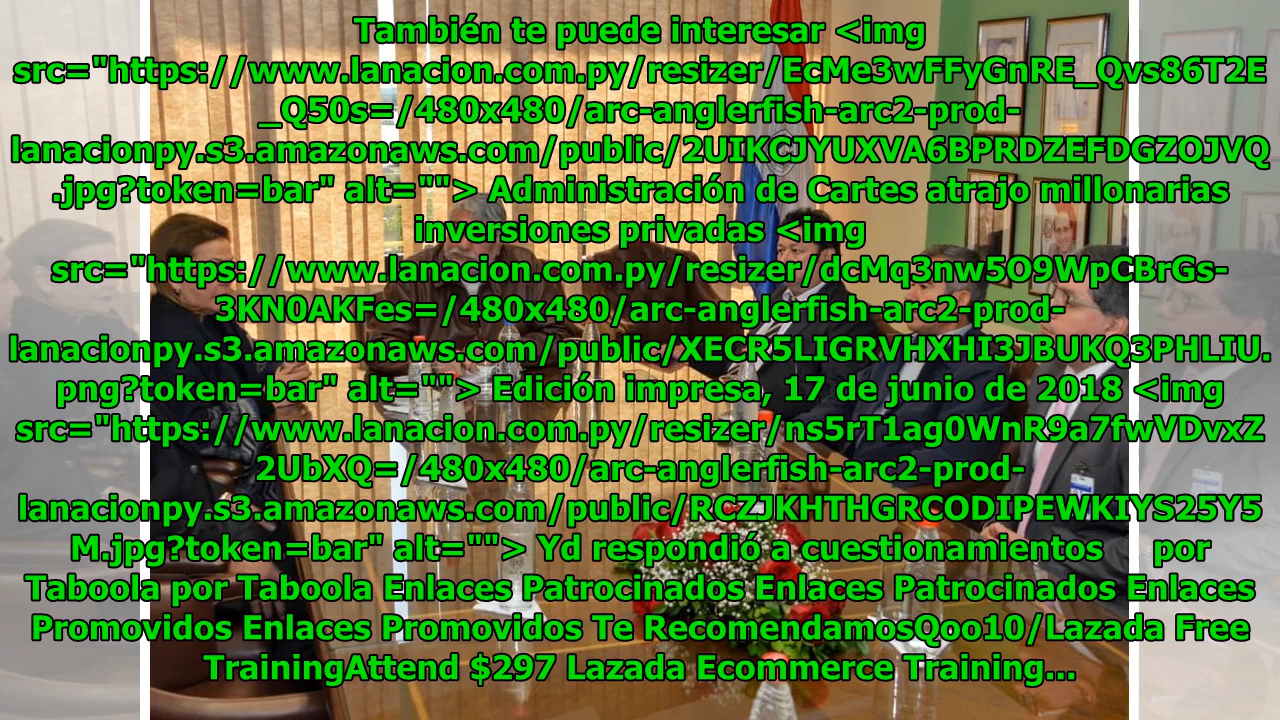 También te puede interesar <img
src="https://www.lanacion.com.py/resizer/EcMe3wFFyGnRE_Qvs86T2E
_Q50s=/480x480/arc-anglerfish-arc2-prod-
lanacionpy.s3.amazonaws.com/public/2UIKCJYUXVA6BPRDZEFDGZOJVQ
.jpg?token=bar" alt=""> Administración de Cartes atrajo millonarias
inversiones privadas <img
src="https://www.lanacion.com.py/resizer/dcMq3nw5O9WpCBrGs-
3KN0AKFes=/480x480/arc-anglerfish-arc2-prod-
lanacionpy.s3.amazonaws.com/public/XECR5LIGRVHXHI3JBUKQ3PHLIU.
png?token=bar" alt=""> Edición impresa, 17 de junio de 2018 <img
src="https://www.lanacion.com.py/resizer/ns5rT1ag0WnR9a7fwVDvxZ
2UbXQ=/480x480/arc-anglerfish-arc2-prod-
lanacionpy.s3.amazonaws.com/public/RCZJKHTHGRCODIPEWKIYS25Y5
M.jpg?token=bar" alt=""> Yd respondió a cuestionamientos por
Taboola por Taboola Enlaces Patrocinados Enlaces Patrocinados Enlaces
Promovidos Enlaces Promovidos Te RecomendamosQoo10/Lazada Free
TrainingAttend $297 Lazada Ecommerce Training...